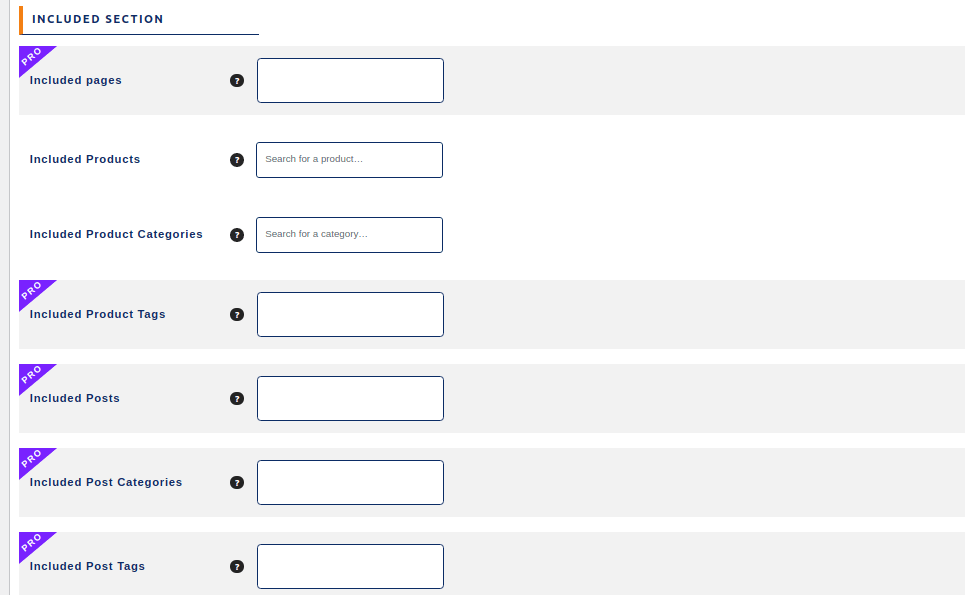 INCLUDED SECTION
PRO
Included pages ?
Included Products ? Search for a product...
Included Product Categories ? Search for a category...
PRO
Included Product Tags ?
PRO
Included Posts ?
PRO
Included Post Categories ?
PRO
Included Post Tags ?